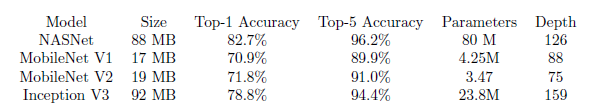 Model Size Top-1 Accuracy Top-5 Accuracy Parameters Depth
NASNet 88 MB 82.7% 96.2% 80 M 126
MobileNet V1 17 MB 70.9% 89.9% 4.25M 88
MobileNet V2 19 MB 71.8% 91.0% 3.47 75
Inception V3 92 MB 78.8% 94.4% 23.8M 159